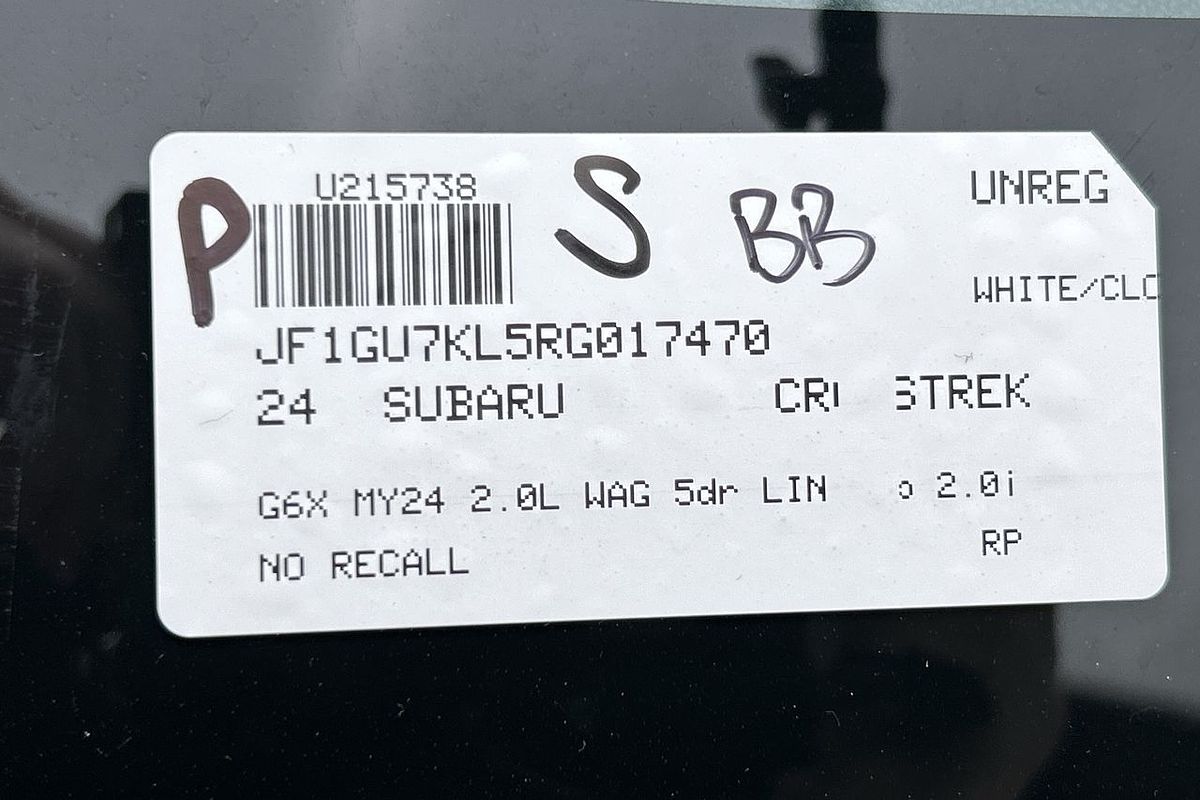 P U215738 S BB UNREG
WHITE/CLO
JF1GU7KL5RG017470
24 SUBARU CR STREK
G6X MY24 2.0L WAG 5dr LIN o 2.0i
NO RECALL RP